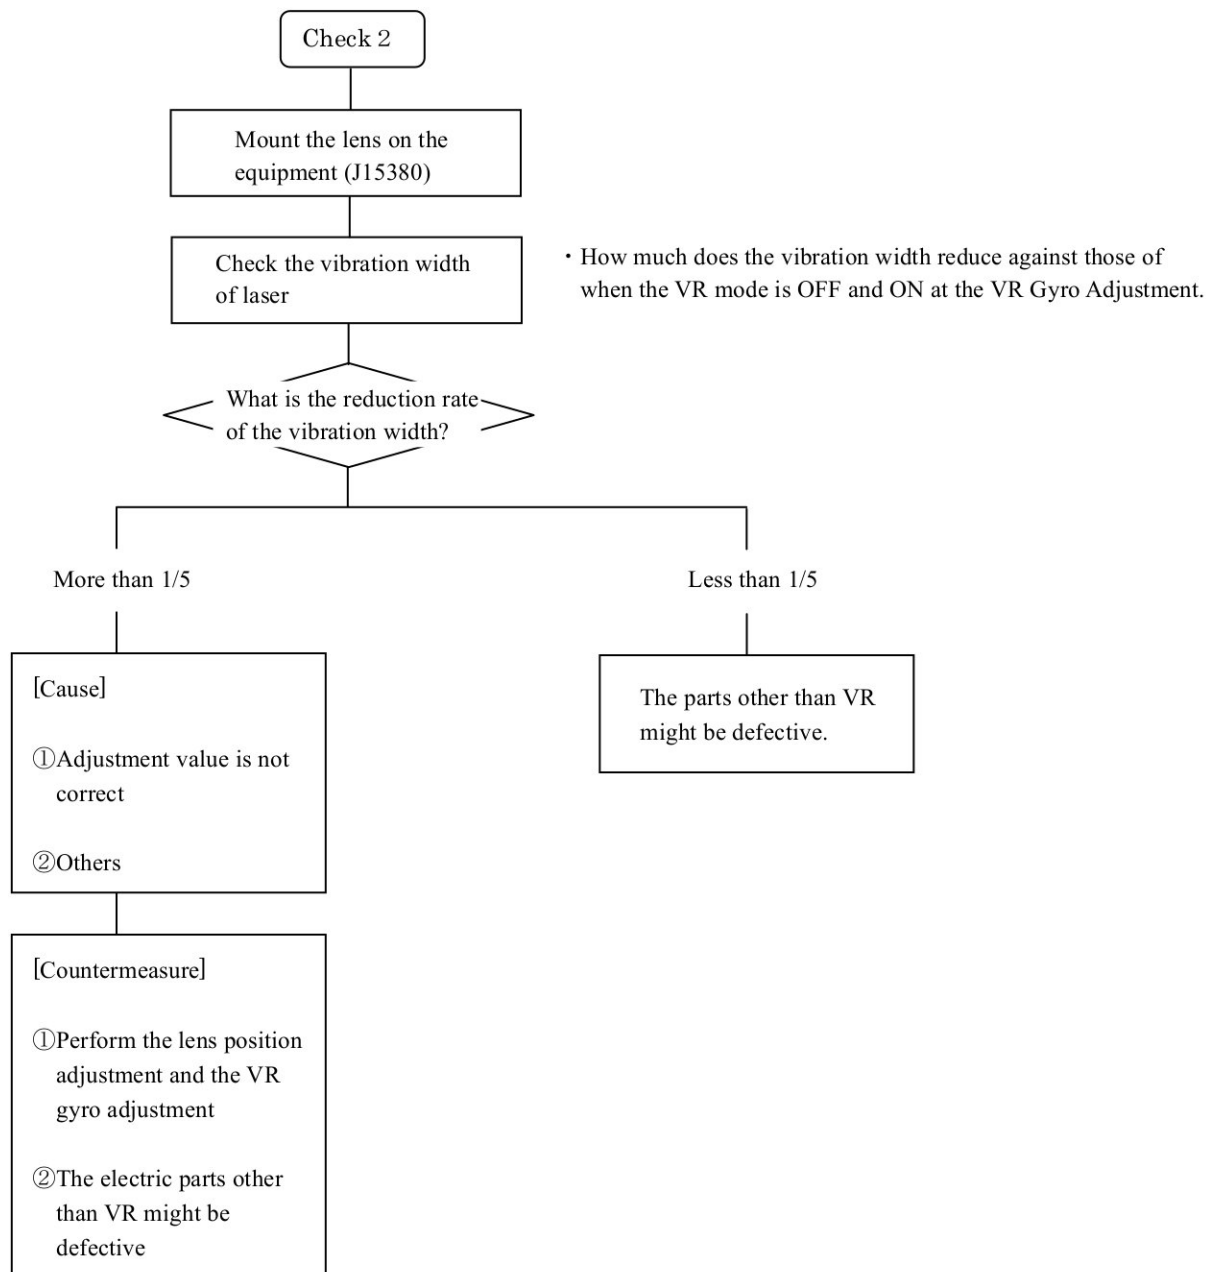 Check 2
Mount the lens on the
equipment (J15380)
Check the vibration width
of laser
・How much does the vibration width reduce against those of
when the VR mode is OFF and ON at the VR Gyro Adjustment.
What is the reduction rate
of the vibration width?
More than 1/5
Less than 1/5
[Cause]
①Adjustment value is not
correct
②Others
The parts other than VR
might be defective.
[Countermeasure]
①Perform the lens position
adjustment and the VR
gyro adjustment
②The electric parts other
than VR might be
defective